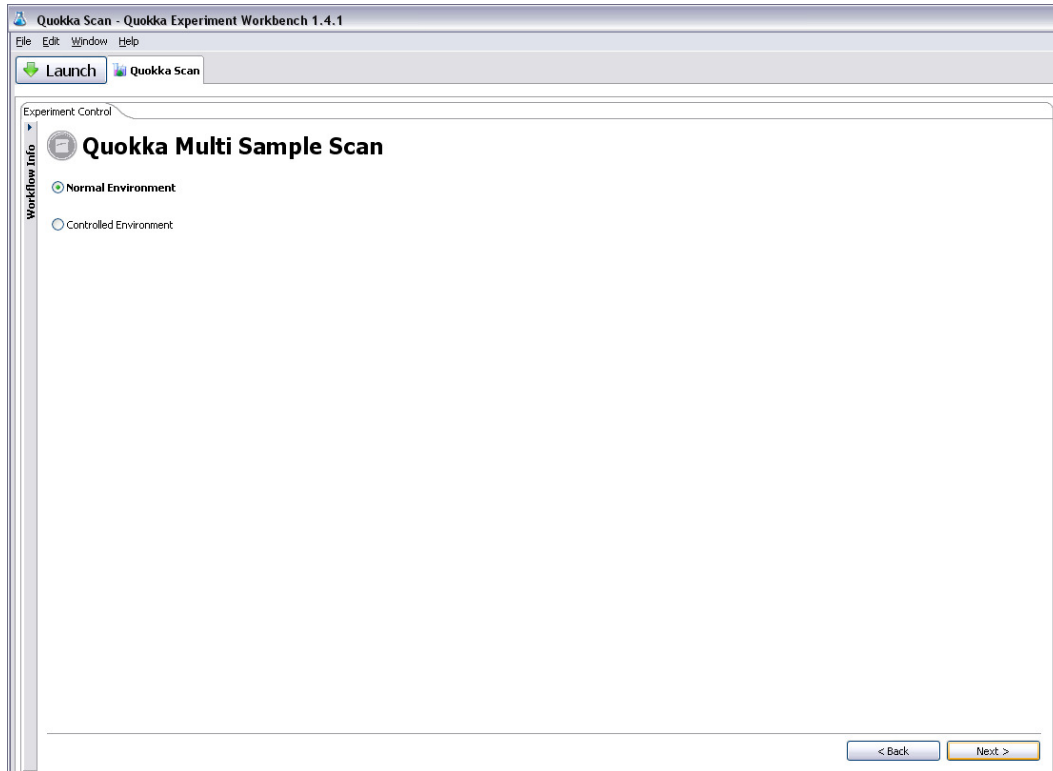 Quokka Scan - Quokka Experiment Workbench 1.4.1
File Edit Window Help
Launch Quokka Scan
Experiment Control
Workflow Info
Quokka Multi Sample Scan
Normal Environment
Controlled Environment
< Back Next >